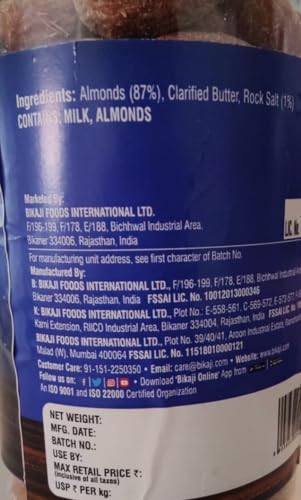 Ingredients: Almonds (87%), Clarified Butter, Rock Salt (1%)
CONTAINS, MILK, ALMONDS
Marketed By:
BIKAJI FOODS INTERNATIONAL LTD.
F/196-199, F/178, E/188, Bichhwal Industrial Area,
Bikaner 334006, Rajasthan, India
LIC. No.
For manufacturing unit address, see first character of Batch No.
Manufactured By:
B: BIKAJI FOODS INTERNATIONAL LTD., F/196-199, F/178, E/188, Bichhwal Industrial
Bikaner 334006, Rajasthan, India FSSAI LIC. No. 10012013000346
K: BIKAJI FOODS INTERNATIONAL LTD., Plot No.: E-558-561, C-569-572, E-573-577,
Karni Extension, RIICO Industrial Area, Bikaner 334004, Rajasthan, India FSSAI
BIKAJI FOODS INTERNATIONAL LTD., Plot No. 39/40/41, Aroon Industrial Estate,
Malad (W), Mumbai 400064 FSSAI LIC. No. 11518010000121
Customer Care: 91-151-2250350 • Email: care@bikaji.com • Website: www.bikaji.com
Follow us on: • Download 'Bikaji Online' App from
An ISO 9001 and ISO 22000 Certified Organization
NET WEIGHT:
MFG. DATE:
BATCH NO.:
USE BY:
MAX RETAIL PRICE ₹:
(inclusive of all taxes)
USP ₹ PER kg: